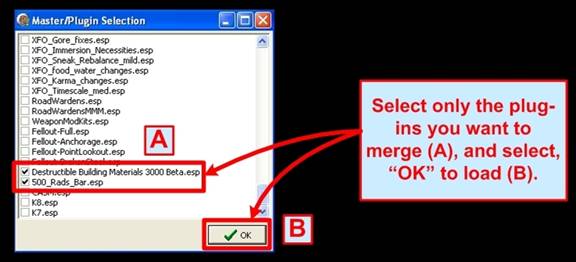 Master/Plugin Selection
XFO_Gore_fixes.esp
XFO_Immersion_Necessities.esp
XFO_Sneak_Rebalance_mild.esp
XFO_food_water_changes.esp
XFO_Karma_changes.esp
XFO_Timescale_med.esp
RoadWardens.esp
RoadWardensMMM.esp
WeaponModKits.esp
Fellout-Full.esp
Fellout-Anchorage.esp
Fellout-PointLookout.esp
A
Destructible Building Materials 3000 Beta.esp
500_Rads_Bar.esp
K8.esp
K7.esp
OK
B
Select only the plug-
ins you want to
merge (A), and select,
“OK” to load (B).